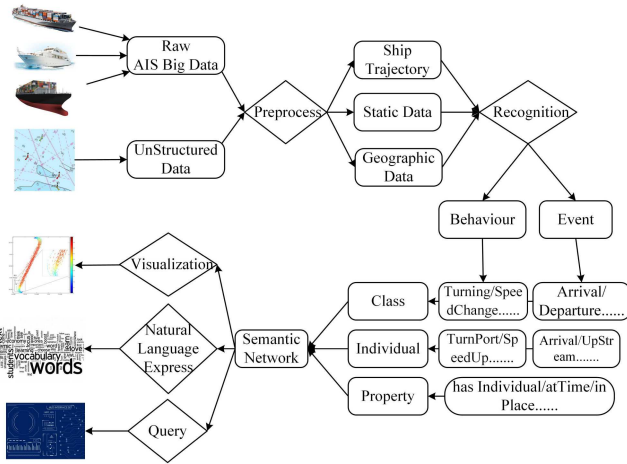 Raw
AIS Big Data
UnStructured
Data
Preprocess
Ship
Trajectory
Static Data
Geographic
Data
Recognition
Behaviour
Event
Turning/Spee
dChange......
Arrival/
Departure......
Class
Individual
TurnPort/Sp
eedUp.......
Arrival/UpStr
eam.......
Property
has Individual/atTime/in
Place......
Semantic
Network
Visualization
Natural
Language
Express
Query
vocabulary
words
students